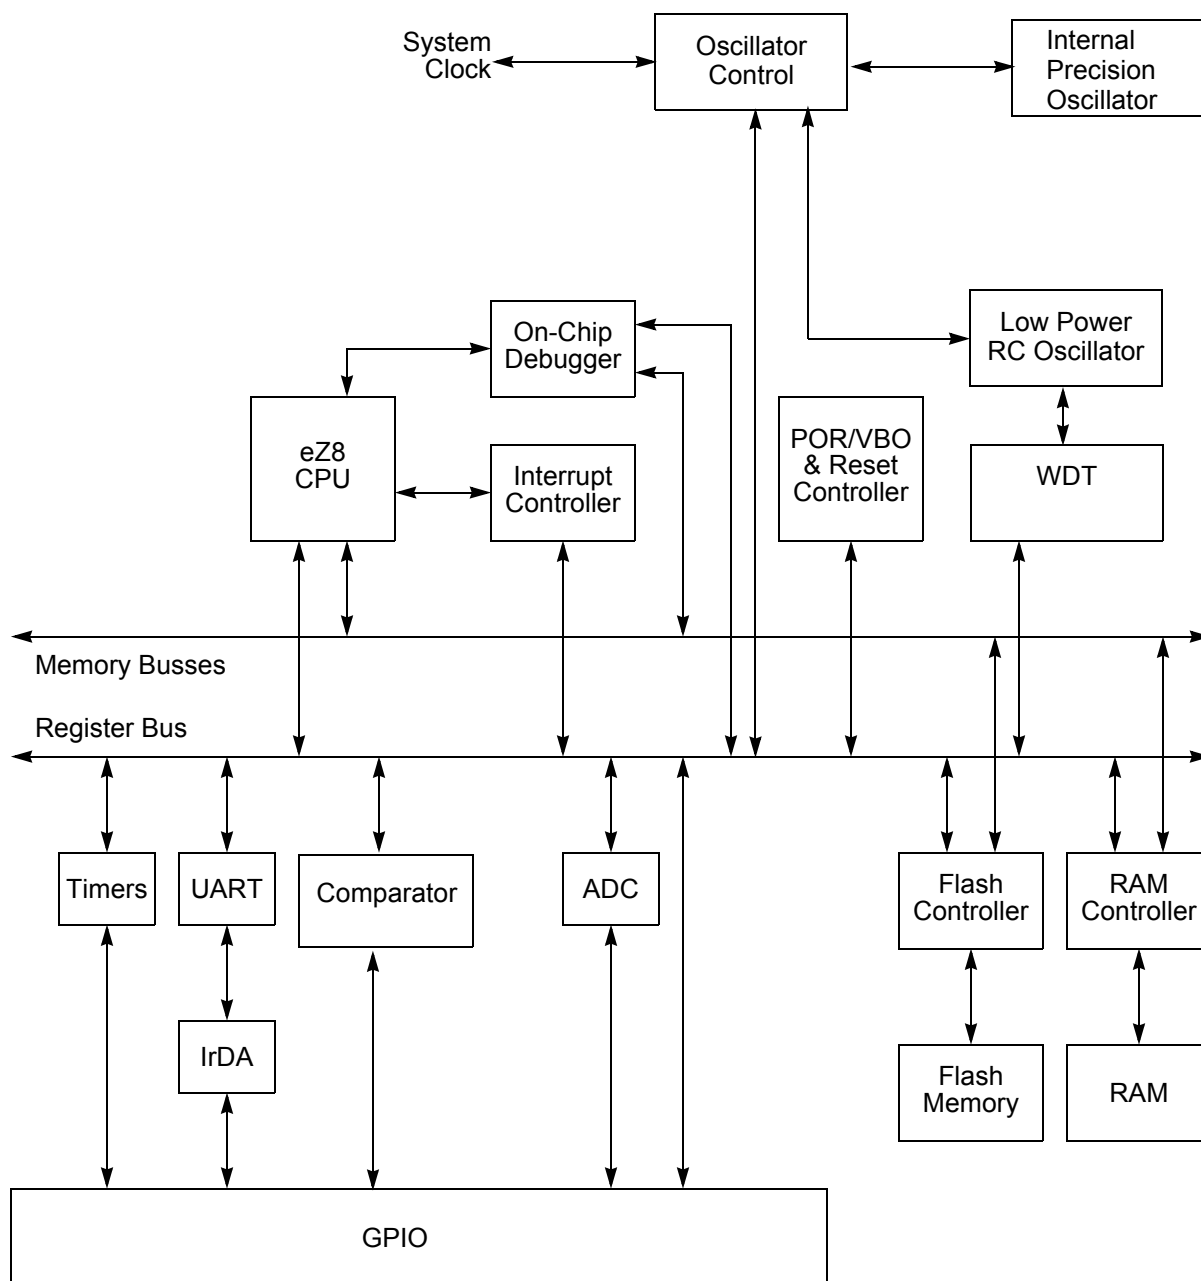 System
Clock
Oscillator
Control
Internal
Precision
Oscillator
On-Chip
Debugger
Low Power
RC Oscillator
eZ8
CPU
Interrupt
Controller
POR/VBO
& Reset
Controller
WDT
Memory Busses
Register Bus
Timers
UART
Comparator
ADC
Flash
Controller
RAM
Controller
IrDA
Flash
Memory
RAM
GPIO